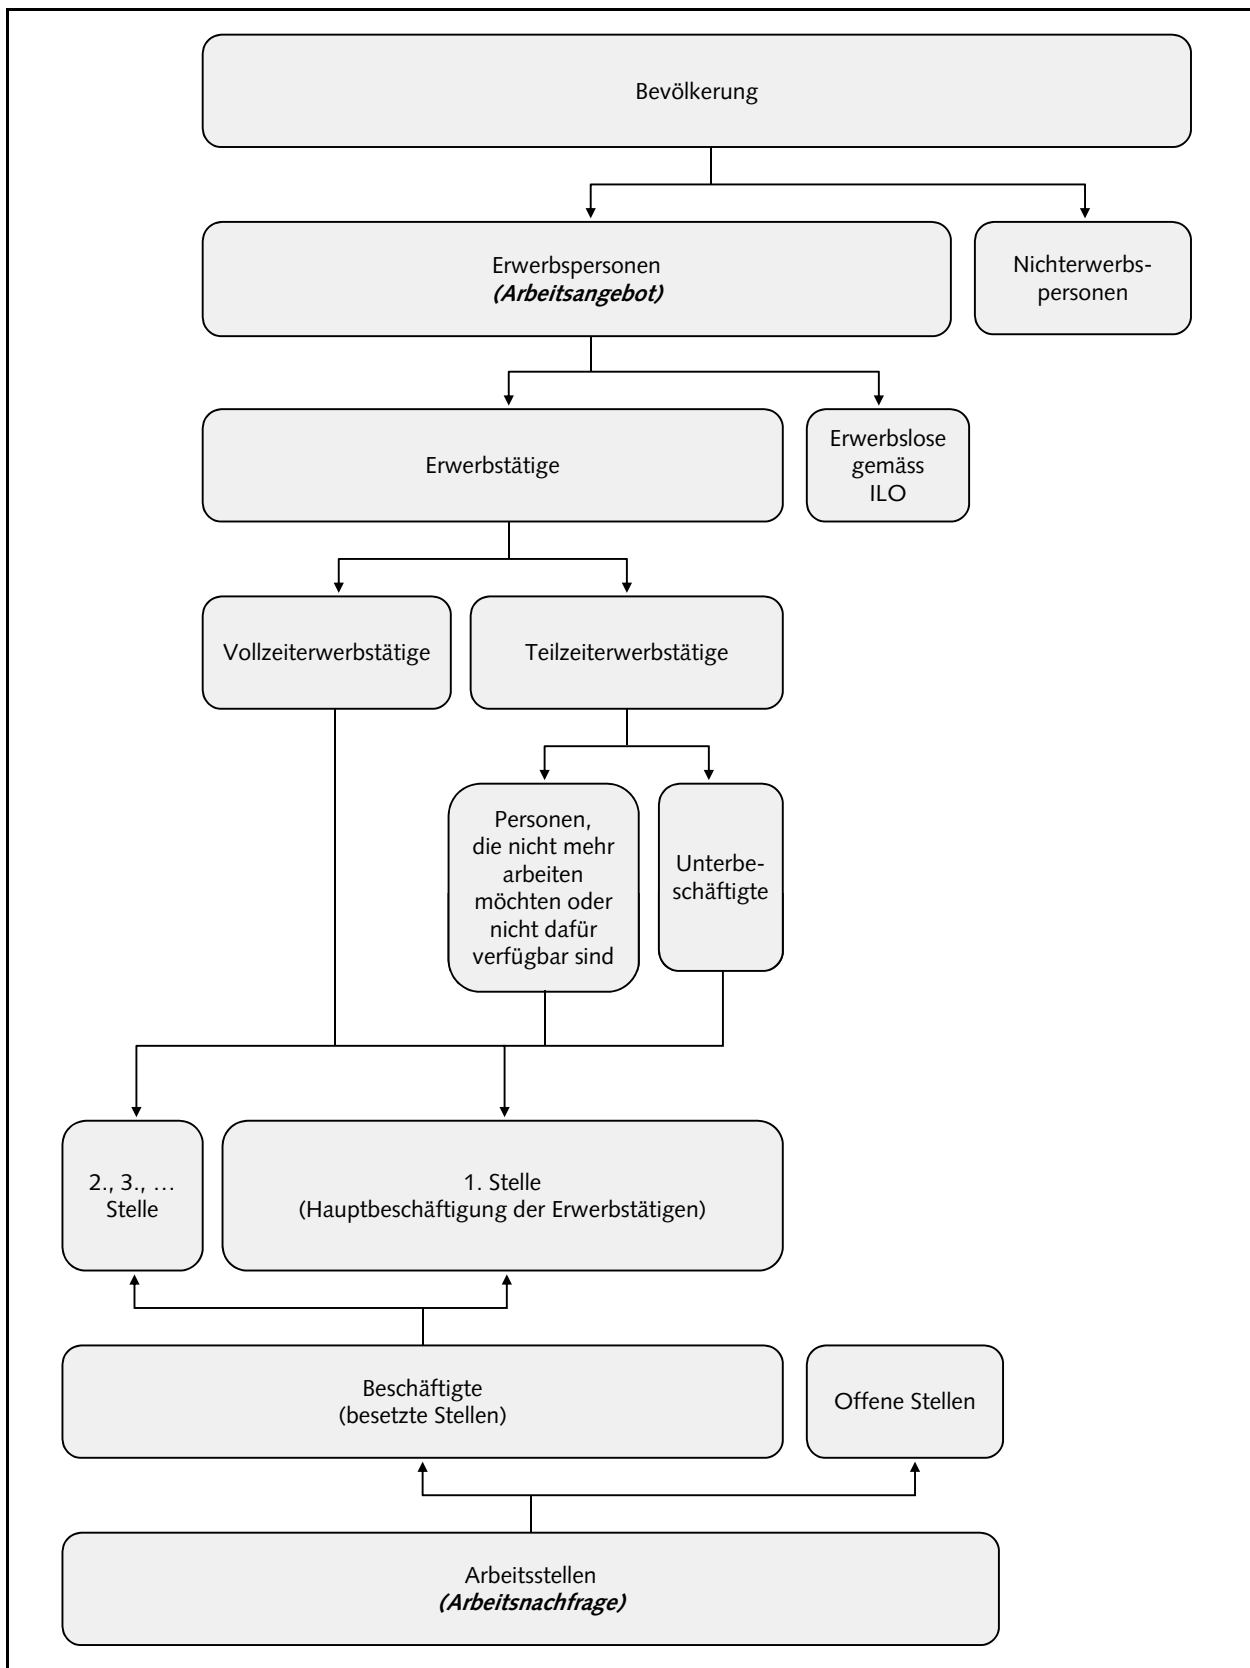 Bevölkerung
Erwerbspersonen
(Arbeitsangebot)
Nichterwerbs-
personen
Erwerbstätige
Erwerbslose
gemäss
ILO
Vollzeiterwerbstätige
Teilzeiterwerbstätige
Personen,
die nicht mehr
arbeiten
möchten oder
nicht dafür
verfügbar sind
Unterbe-
schäftigte
2., 3., …
Stelle
1. Stelle
(Hauptbeschäftigung der Erwerbstätigen)
Beschäftigte
(besetzte Stellen)
Offene Stellen
Arbeitsstellen
(Arbeitsnachfrage)